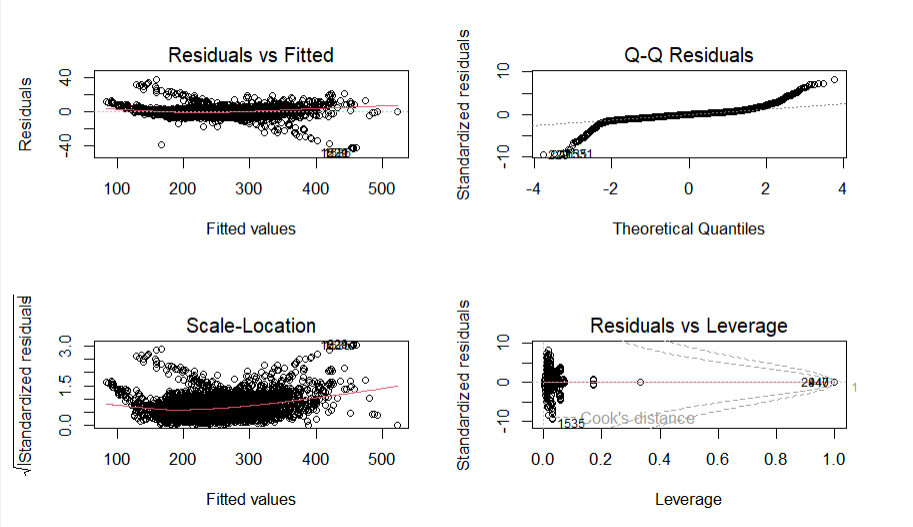 Residuals vs Fitted
Residuals
40
0
-40
100 200 300 400 500
Fitted values
Q-Q Residuals
Standardized residuals
10
0
-10
-4 -2 0 2 4
Theoretical Quantiles
Scale-Location
√|Standardized residuals
3.0
1.5
0.0
100 200 300 400 500
Fitted values
Residuals vs Leverage
Standardized residuals
10
0
-10
1
Cook's distance
1535
0.0 0.2 0.4 0.6 0.8 1.0
Leverage